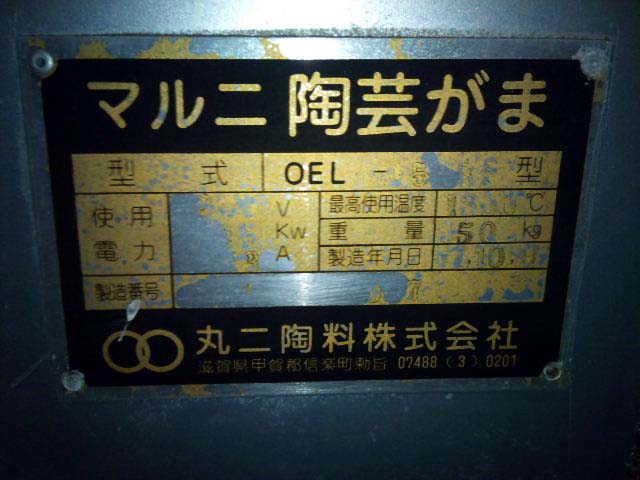 マルニ 陶芸がま
型式 OEL- 型
使用電力 V Kw A
最高使用温度 ℃
重量 50 kg
製造年月日 10.
製造番号
丸二陶料株式会社
滋賀県甲賀郡信楽町勅旨 07488 (3) 0201